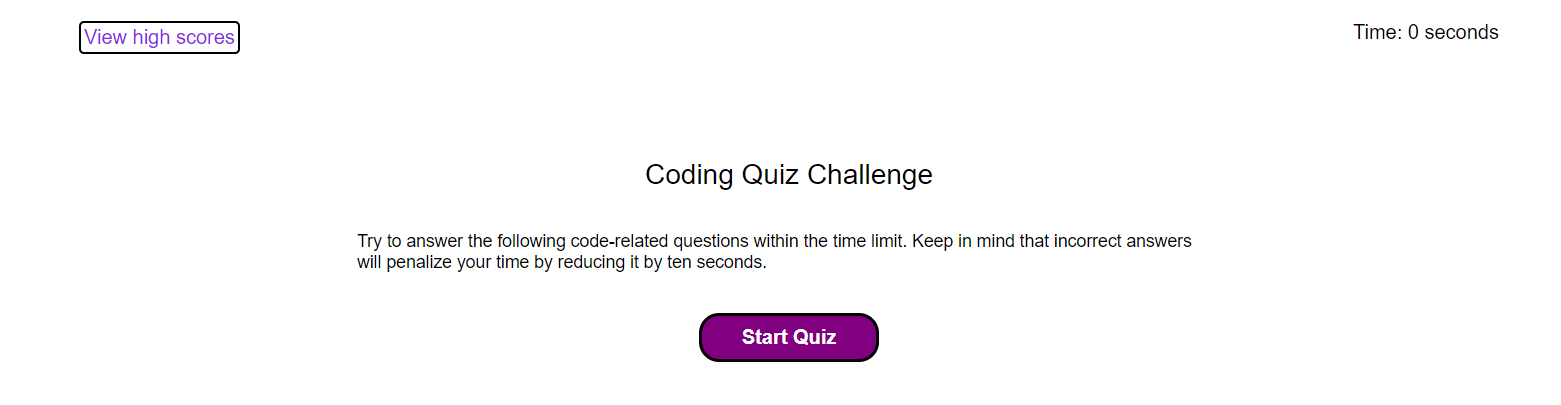 View high scores
Time: 0 seconds
Coding Quiz Challenge
Try to answer the following code-related questions within the time limit. Keep in mind that incorrect answers
will penalize your time by reducing it by ten seconds.
Start Quiz